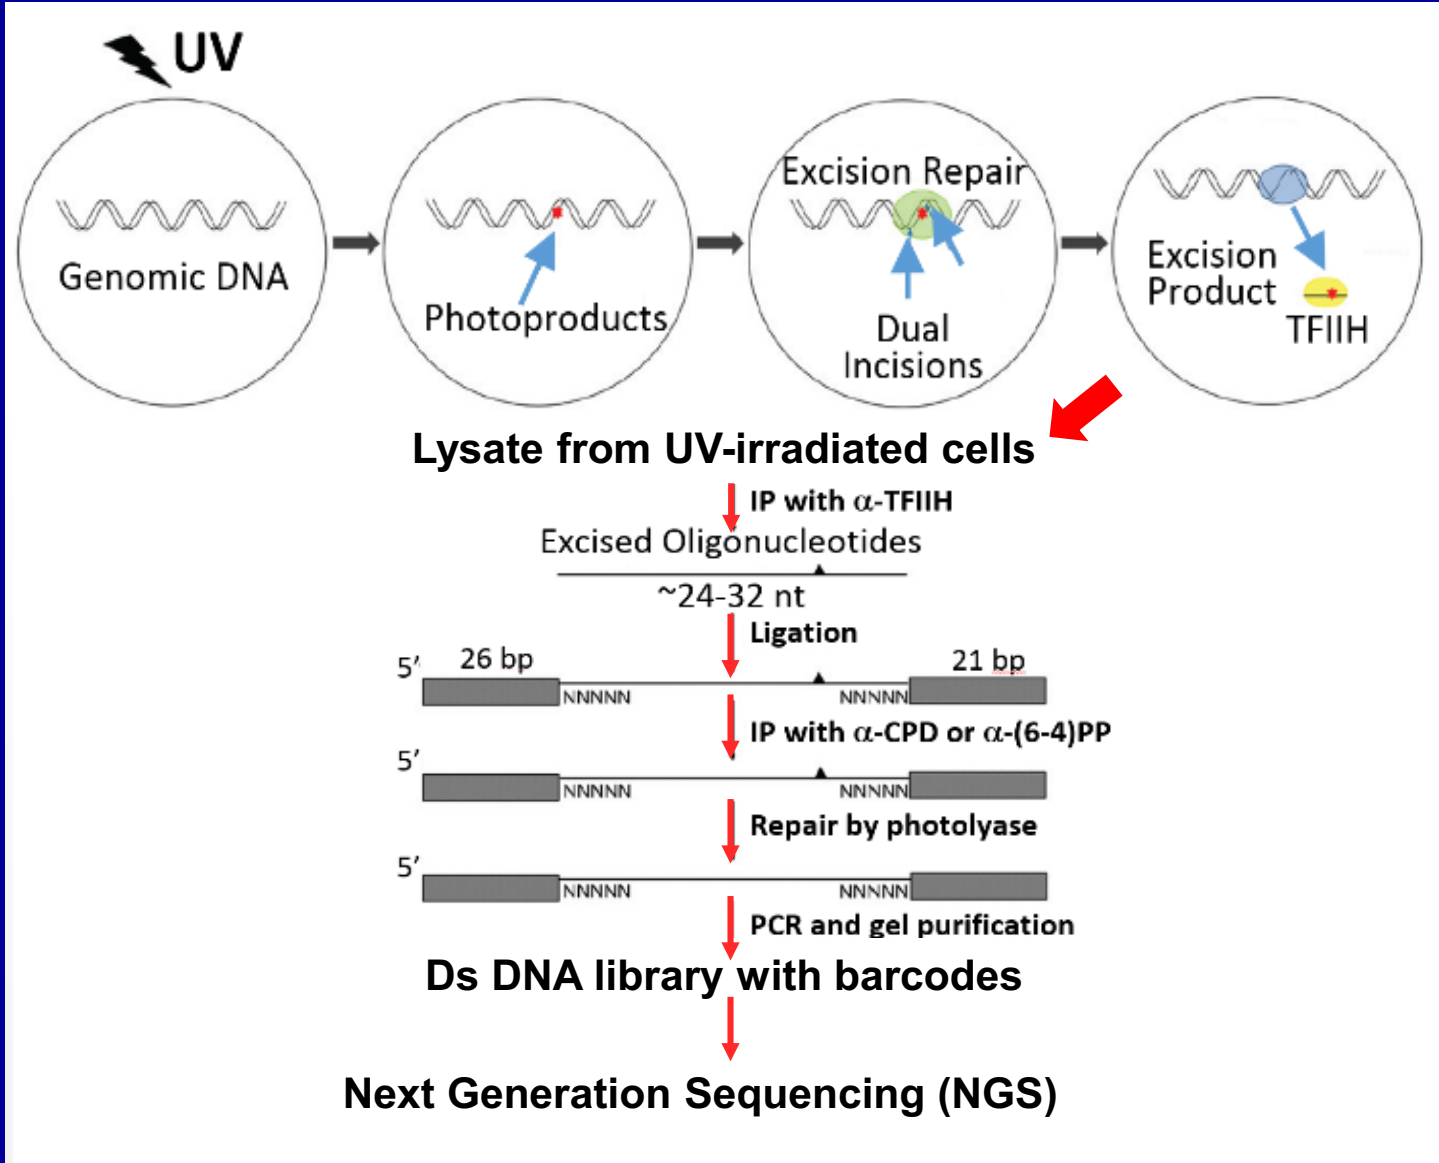 UV
Genomic DNA
Photoproducts
Excision Repair
Dual
Incisions
Excision
Product
TFIIH
Lysate from UV-irradiated cells
IP with α-TFIIH
Excised Oligonucleotides
~24-32 nt
Ligation
5’ 26 bp 21 bp
NNNNN NNNNN
IP with α-CPD or α-(6-4)PP
5’
NNNNN NNNNN
Repair by photolyase
5’
NNNNN NNNNN
PCR and gel purification
Ds DNA library with barcodes
Next Generation Sequencing (NGS)